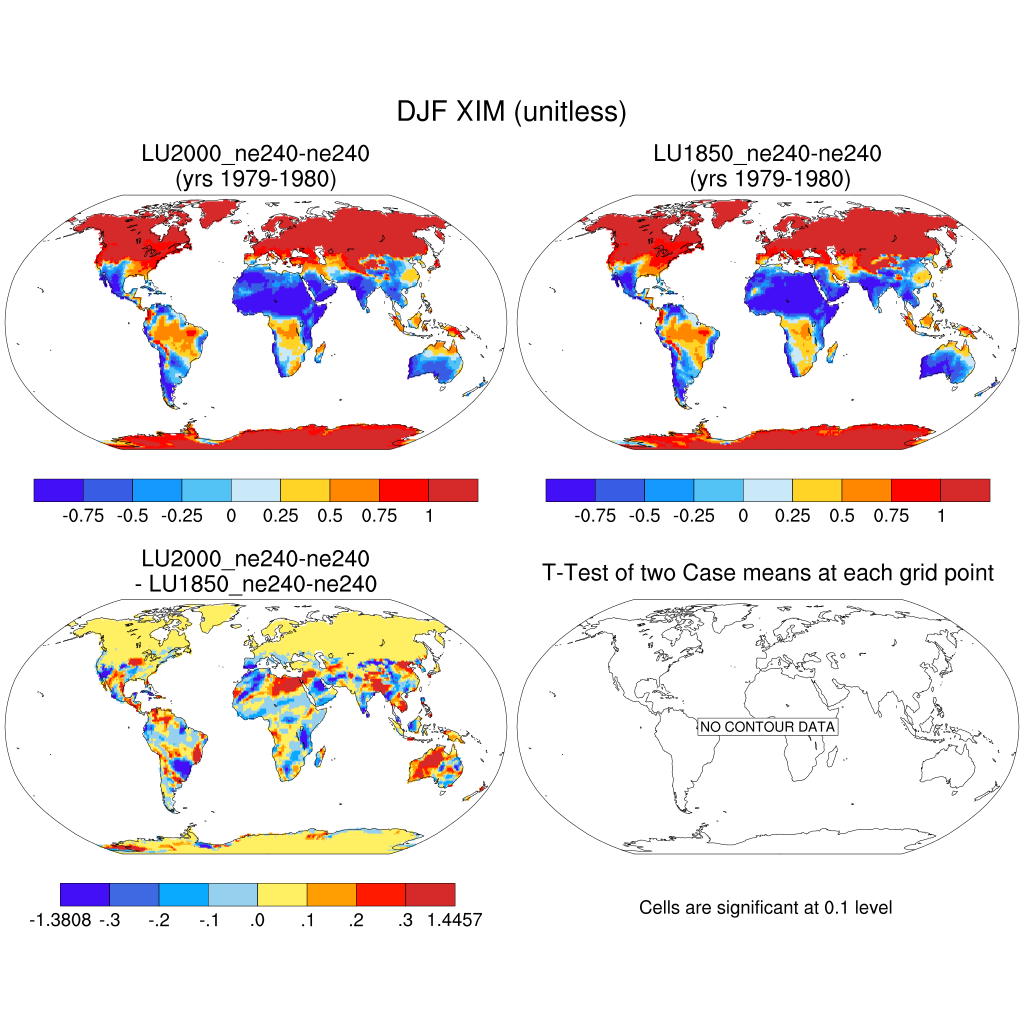 DJF XIM (unitless)
LU2000_ne240-ne240
(yrs 1979-1980)
LU1850_ne240-ne240
(yrs 1979-1980)
-0.75 -0.5 -0.25 0 0.25 0.5 0.75 1
-0.75 -0.5 -0.25 0 0.25 0.5 0.75 1
LU2000_ne240-ne240
- LU1850_ne240-ne240
T-Test of two Case means at each grid point
NO CONTOUR DATA
-1.3808 -.3 -.2 -.1 .0 .1 .2 .3 1.4457
Cells are significant at 0.1 level